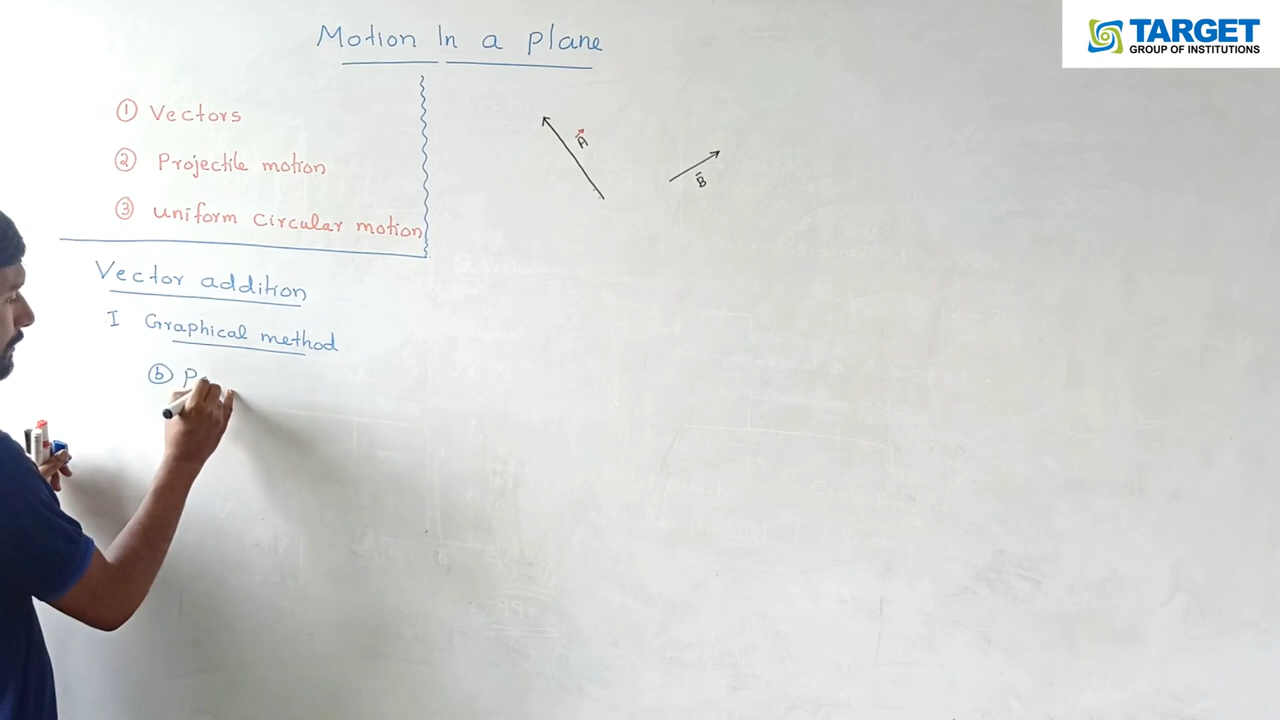 Motion In a plane
TARGET
GROUP OF INSTITUTIONS
① Vectors
② Projectile motion
③ uniform circular motion
A
B
Vector addition
I Graphical method
ⓑ P